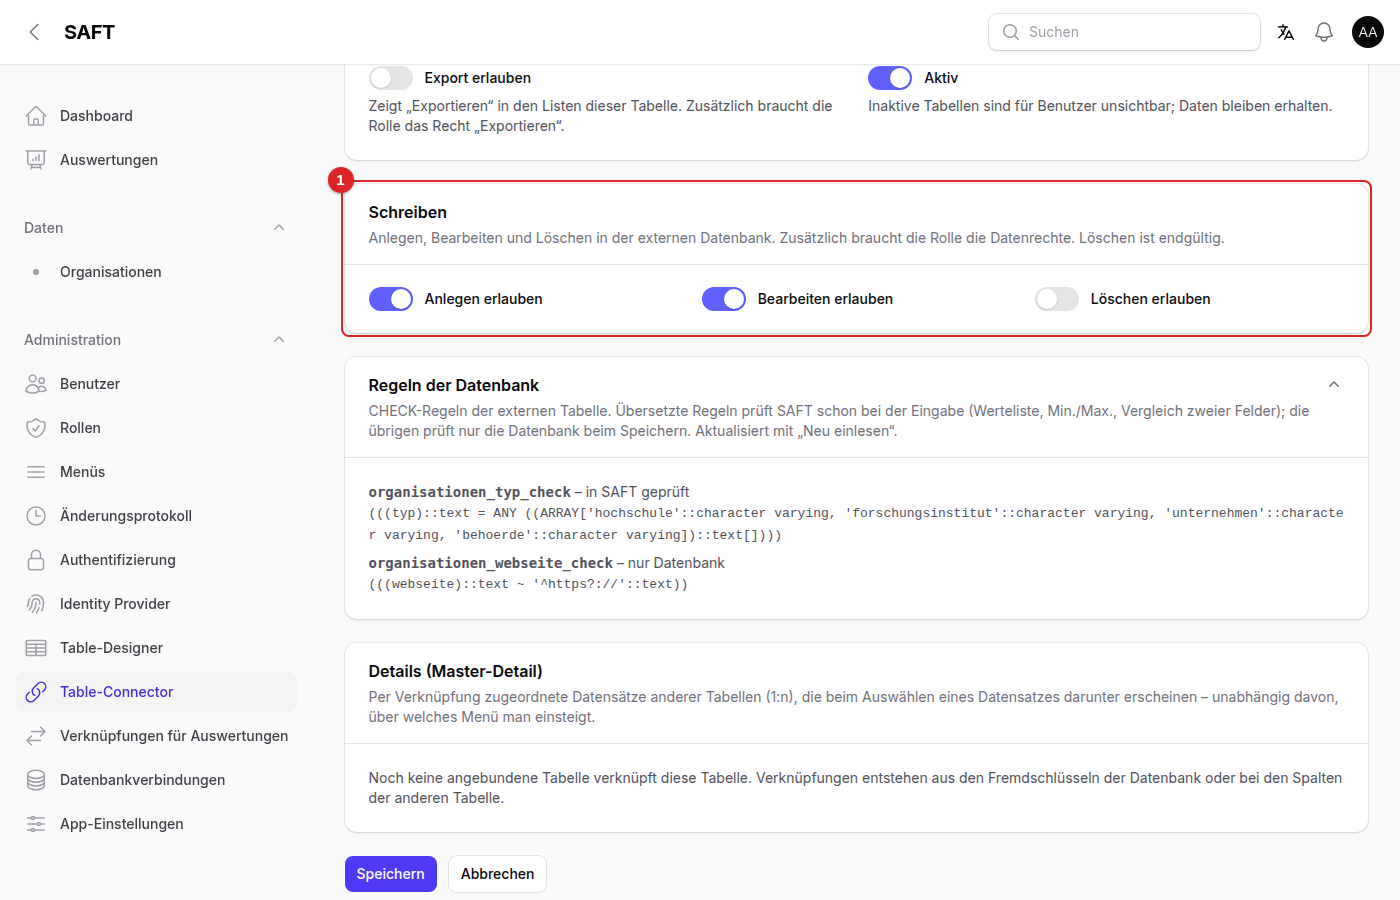 SAFT
Suchen
AA
Dashboard
Auswertungen
Daten
Organisationen
Administration
Benutzer
Rollen
Menüs
Änderungsprotokoll
Authentifizierung
Identity Provider
Table-Designer
Table-Connector
Verknüpfungen für Auswertungen
Datenbankverbindungen
App-Einstellungen
Export erlauben
Zeigt „Exportieren“ in den Listen dieser Tabelle. Zusätzlich braucht die
Rolle das Recht „Exportieren“.
Aktiv
Inaktive Tabellen sind für Benutzer unsichtbar; Daten bleiben erhalten.
1
Schreiben
Anlegen, Bearbeiten und Löschen in der externen Datenbank. Zusätzlich braucht die Rolle die Datenrechte. Löschen ist endgültig.
Anlegen erlauben
Bearbeiten erlauben
Löschen erlauben
Regeln der Datenbank
CHECK-Regeln der externen Tabelle. Übersetzte Regeln prüft SAFT schon bei der Eingabe (Werteliste, Min./Max., Vergleich zweier Felder); die
übrigen prüft nur die Datenbank beim Speichern. Aktualisiert mit „Neu einlesen“.
organisationen_typ_check – in SAFT geprüft
(((typ)::text = ANY ((ARRAY['hochschule'::character varying, 'forschungsinstitut'::character varying, 'unternehmen'::characte
r varying, 'behoerde'::character varying])::text[])))
organisationen_webseite_check – nur Datenbank
(((webseite)::text ~ '^https?://'::text))
Details (Master-Detail)
Per Verknüpfung zugeordnete Datensätze anderer Tabellen (1:n), die beim Auswählen eines Datensatzes darunter erscheinen – unabhängig davon,
über welches Menü man einsteigt.
Noch keine angebundene Tabelle verknüpft diese Tabelle. Verknüpfungen entstehen aus den Fremdschlüsseln der Datenbank oder bei den Spalten
der anderen Tabelle.
Speichern
Abbrechen